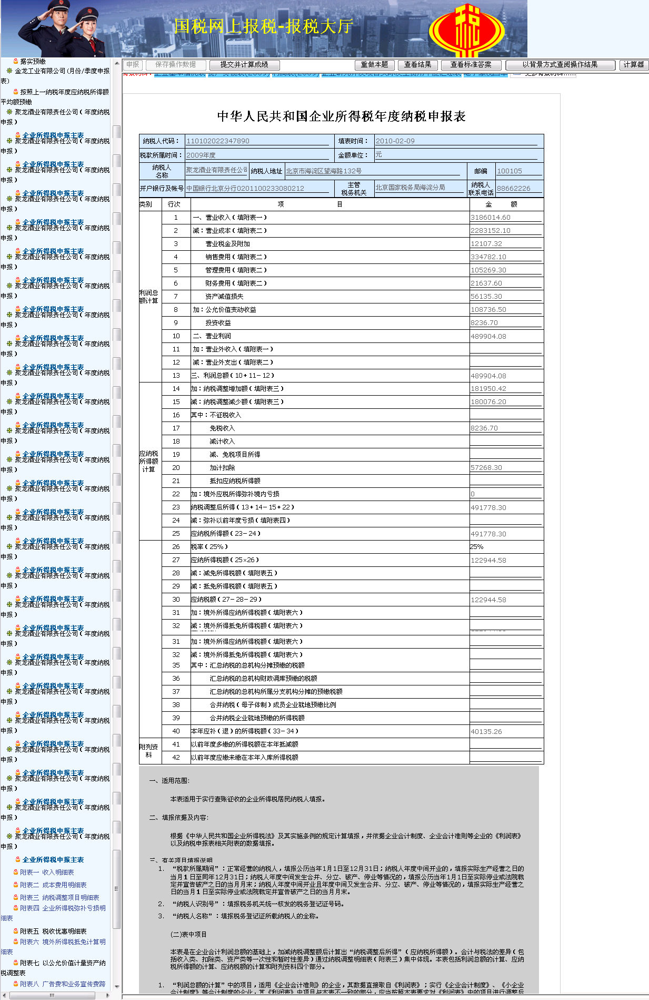 国税网上报税-报税大厅
据实预缴
金龙工业有限公司(月份/季度申报
表)
按照上一纳税年度应纳税所得额
平均额预缴
聚龙酒业有限责任公司(年度纳税
申报)
企业所得税申报主表
聚龙酒业有限责任公司(年度纳税
申报)
企业所得税申报主表
聚龙酒业有限责任公司(年度纳税
申报)
企业所得税申报主表
聚龙酒业有限责任公司(年度纳税
申报)
企业所得税申报主表
聚龙酒业有限责任公司(年度纳税
申报)
企业所得税申报主表
聚龙酒业有限责任公司(年度纳税
申报)
企业所得税申报主表
聚龙酒业有限责任公司(年度纳税
申报)
企业所得税申报主表
聚龙酒业有限责任公司(年度纳税
申报)
企业所得税申报主表
聚龙酒业有限责任公司(年度纳税
申报)
企业所得税申报主表
聚龙酒业有限责任公司(年度纳税
申报)
企业所得税申报主表
聚龙酒业有限责任公司(年度纳税
申报)
企业所得税申报主表
聚龙酒业有限责任公司(年度纳税
申报)
企业所得税申报主表
聚龙酒业有限责任公司(年度纳税
申报)
企业所得税申报主表
聚龙酒业有限责任公司(年度纳税
申报)
企业所得税申报主表
聚龙酒业有限责任公司(年度纳税
申报)
企业所得税申报主表
聚龙酒业有限责任公司(年度纳税
申报)
企业所得税申报主表
聚龙酒业有限责任公司(年度纳税
申报)
企业所得税申报主表
聚龙酒业有限责任公司(年度纳税
申报)
企业所得税申报主表
聚龙酒业有限责任公司(年度纳税
申报)
企业所得税申报主表
聚龙酒业有限责任公司(年度纳税
申报)
企业所得税申报主表
聚龙酒业有限责任公司(年度纳税
申报)
企业所得税申报主表
聚龙酒业有限责任公司(年度纳税
申报)
企业所得税申报主表
聚龙酒业有限责任公司(年度纳税
申报)
企业所得税申报主表
聚龙酒业有限责任公司(年度纳税
申报)
企业所得税申报主表
聚龙酒业有限责任公司(年度纳税
申报)
企业所得税申报主表
聚龙酒业有限责任公司(年度纳税
申报)
企业所得税申报主表
附表一 收入明细表
附表二 成本费用明细表
附表三 纳税调整项目明细表
附表四 企业所得税弥补亏损明
细表
附表五 税收优惠明细表
附表六 境外所得税抵免计算明
细表
附表七 以公允价值计量资产纳
税调整表
附表八 广告费和业务宣传费跨
申报 保存操作数据 提交并计算成绩 重做本题 查看结果 查看标准答案 以背景方式查阅操作结果 计算器
中华人民共和国企业所得税年度纳税申报表
纳税人代码: 110102022347890 填表时间: 2010-02-09
税款所属时间: 2009年度 金额单位: 元
纳税人名称 聚龙酒业有限责任公司 纳税人地址 北京市海淀区望海路132号 邮编 100105
开户银行及帐号 中国银行北京分行0201100233080212 主管税务机关 北京国家税务局海淀分局 纳税人联系电话 88662226
类别 行次 项 目 金 额
利润总额计算
1 一、营业收入(填附表一) 3186014.60
2 减:营业成本(填附表二) 2283152.10
3 营业税金及附加 12107.32
4 销售费用(填附表二) 334782.10
5 管理费用(填附表二) 105269.30
6 财务费用(填附表二) 21637.60
7 资产减值损失 56135.30
8 加:公允价值变动收益 108736.50
9 投资收益 8236.70
10 二、营业利润 489904.08
11 加:营业外收入(填附表一)
12 减:营业外支出(填附表二)
13 三、利润总额(10+11-12) 489904.08
应纳税所得额计算
14 加:纳税调整增加额(填附表三) 181950.42
15 减:纳税调整减少额(填附表三) 180076.20
16 其中:不征税收入
17 免税收入 8236.70
18 减计收入
19 减、免税项目所得
20 加计扣除 57268.30
21 抵扣应纳税所得额
22 加:境外应税所得弥补境内亏损 0
23 纳税调整后所得(13+14-15+22) 491778.30
24 减:弥补以前年度亏损(填附表四)
25 应纳税所得额(23-24) 491778.30
26 税率(25%) 25%
27 应纳所得税额(25×26) 122944.58
28 减:减免所得税额(填附表五)
29 减:抵免所得税额(填附表五)
30 应纳税额(27-28-29) 122944.58
31 加:境外所得应纳所得税额(填附表六)
32 减:境外所得抵免所得税额(填附表六)
31 加:境外所得应纳所得税额(填附表六)
32 减:境外所得抵免所得税额(填附表六)
35 其中:汇总纳税的总机构分摊预缴的税额
36 汇总纳税的总机构财政调库预缴的税额
37 汇总纳税的总机构所属分支机构分摊的预缴税额
38 合并纳税(母子体制)成员企业就地预缴比例
39 合并纳税企业就地预缴的所得税额
40 本年应补(退)的所得税额(33-34) 40135.26
附列资料
41 以前年度多缴的所得税额在本年抵减额
42 以前年度应缴未缴在本年入库所得税额
一、适用范围:
本表适用于实行查账征收的企业所得税居民纳税人填报。
二、填报依据及内容:
根据《中华人民共和国企业所得税法》及其实施条例的规定计算填报,并依据企业会计制度、企业会计准则等企业的《利润表》
以及纳税申报表相关附表的数据填报。
三、有关项目填报说明
1. “税款所属期间”:正常经营的纳税人,填报公历当年1月1日至12月31日;纳税人年度中间开业的,填报实际生产经营之日的
当月1日至同年12月31日;纳税人年度中间发生合并、分立、破产、停业等情况的,填报公历当年1月1日至实际停业或法院裁
定并宣告破产之日的当月月末;纳税人年度中间开业且年度中间又发生合并、分立、破产、停业等情况的,填报实际生产经营之
日的当月1日至实际停业或法院裁定并宣告破产之日的当月月末。
2. “纳税人识别号”:填报税务机关统一核发的税务登记证号码。
3. “纳税人名称”:填报税务登记证所载纳税人的全称。
(二)表中项目
本表是在企业会计利润总额的基础上,加减纳税调整额后计算出“纳税调整后所得”(应纳税所得额)。会计与税法的差异(包
括收入类、扣除类、资产类等一次性和暂时性差异)通过纳税调整明细表(附表三)集中体现。本表包括利润总额的计算、应纳
税所得额的计算、应纳税额的计算和附列资料四个部分。
1. “利润总额的计算”中的项目,适用《企业会计准则》的企业,其数据直接取自《利润表》;实行《企业会计制度》、《小企业
会计制度》等会计制度的企业,其《利润表》中项目与本表不一致的部分,应当按照本表要求对《利润表》中的项目进行调整后